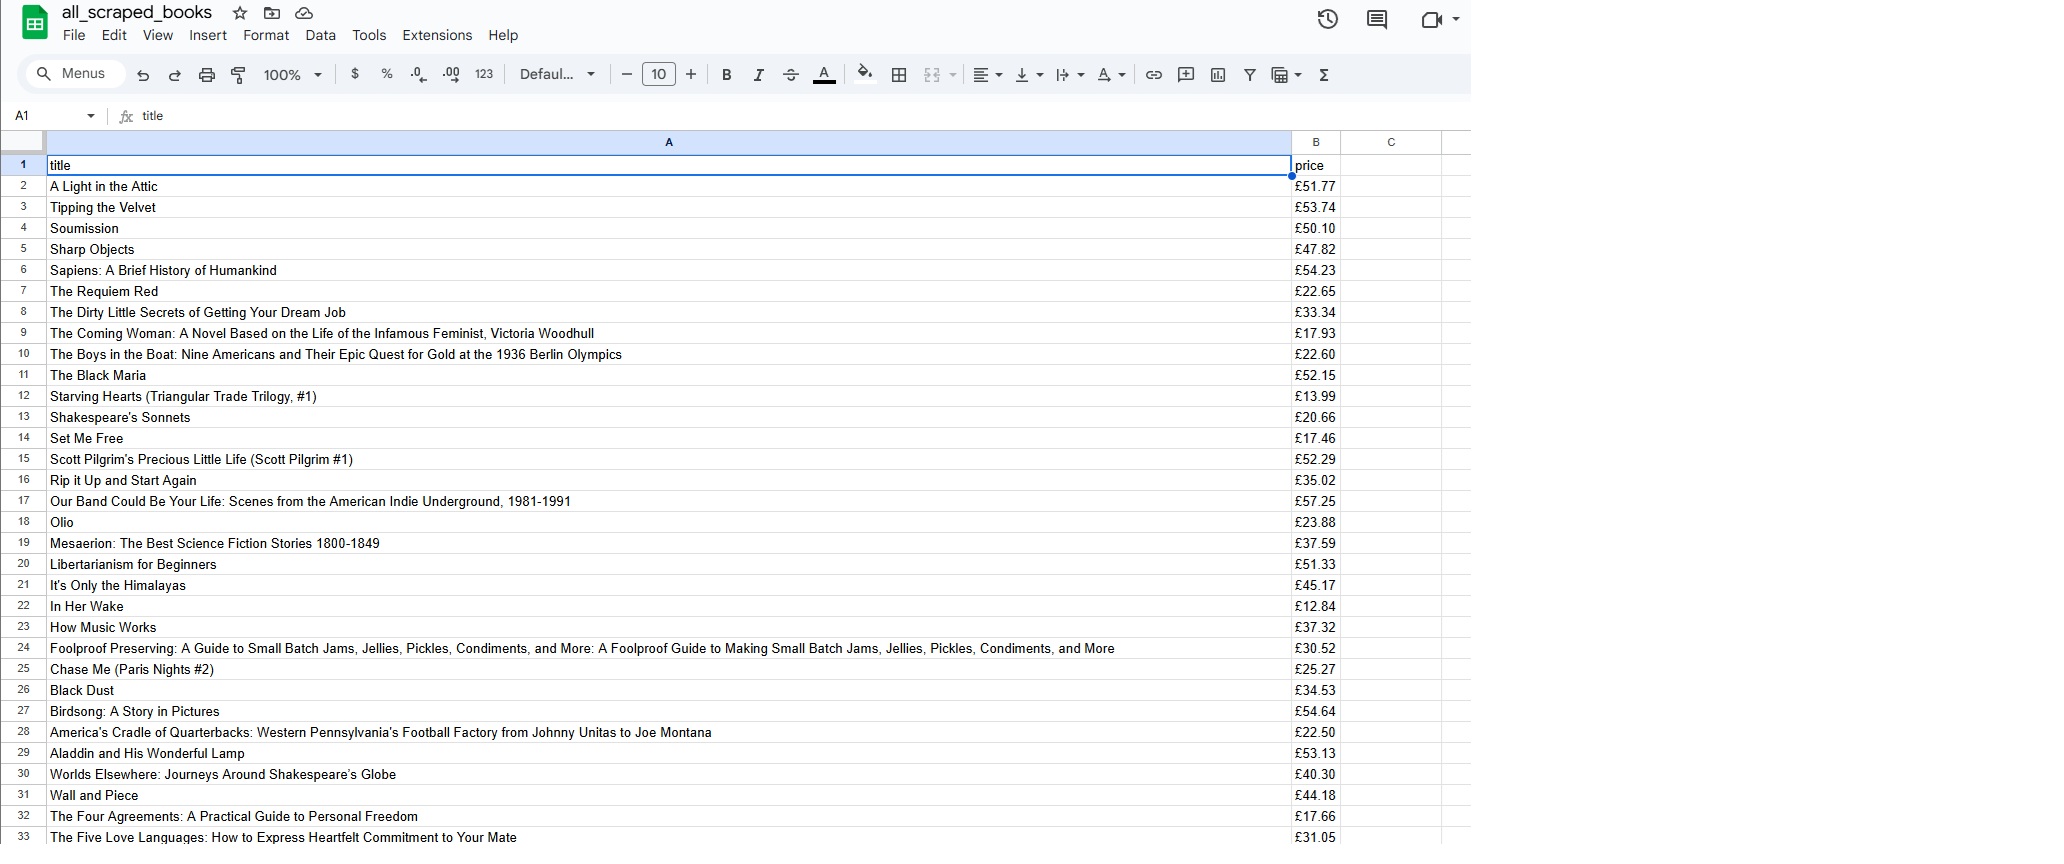 all_scraped_books
File Edit View Insert Format Data Tools Extensions Help
Menus 100% $ % .0 .00 123 Defaul... 10 B I A Σ
A1 fx title
A B C
1 title price
2 A Light in the Attic £51.77
3 Tipping the Velvet £53.74
4 Soumission £50.10
5 Sharp Objects £47.82
6 Sapiens: A Brief History of Humankind £54.23
7 The Requiem Red £22.65
8 The Dirty Little Secrets of Getting Your Dream Job £33.34
9 The Coming Woman: A Novel Based on the Life of the Infamous Feminist, Victoria Woodhull £17.93
10 The Boys in the Boat: Nine Americans and Their Epic Quest for Gold at the 1936 Berlin Olympics £22.60
11 The Black Maria £52.15
12 Starving Hearts (Triangular Trade Trilogy, #1) £13.99
13 Shakespeare's Sonnets £20.66
14 Set Me Free £17.46
15 Scott Pilgrim's Precious Little Life (Scott Pilgrim #1) £52.29
16 Rip it Up and Start Again £35.02
17 Our Band Could Be Your Life: Scenes from the American Indie Underground, 1981-1991 £57.25
18 Olio £23.88
19 Mesaerion: The Best Science Fiction Stories 1800-1849 £37.59
20 Libertarianism for Beginners £51.33
21 It's Only the Himalayas £45.17
22 In Her Wake £12.84
23 How Music Works £37.32
24 Foolproof Preserving: A Guide to Small Batch Jams, Jellies, Pickles, Condiments, and More: A Foolproof Guide to Making Small Batch Jams, Jellies, Pickles, Condiments, and More £30.52
25 Chase Me (Paris Nights #2) £25.27
26 Black Dust £34.53
27 Birdsong: A Story in Pictures £54.64
28 America's Cradle of Quarterbacks: Western Pennsylvania's Football Factory from Johnny Unitas to Joe Montana £22.50
29 Aladdin and His Wonderful Lamp £53.13
30 Worlds Elsewhere: Journeys Around Shakespeare’s Globe £40.30
31 Wall and Piece £44.18
32 The Four Agreements: A Practical Guide to Personal Freedom £17.66
33 The Five Love Languages: How to Express Heartfelt Commitment to Your Mate £31.05